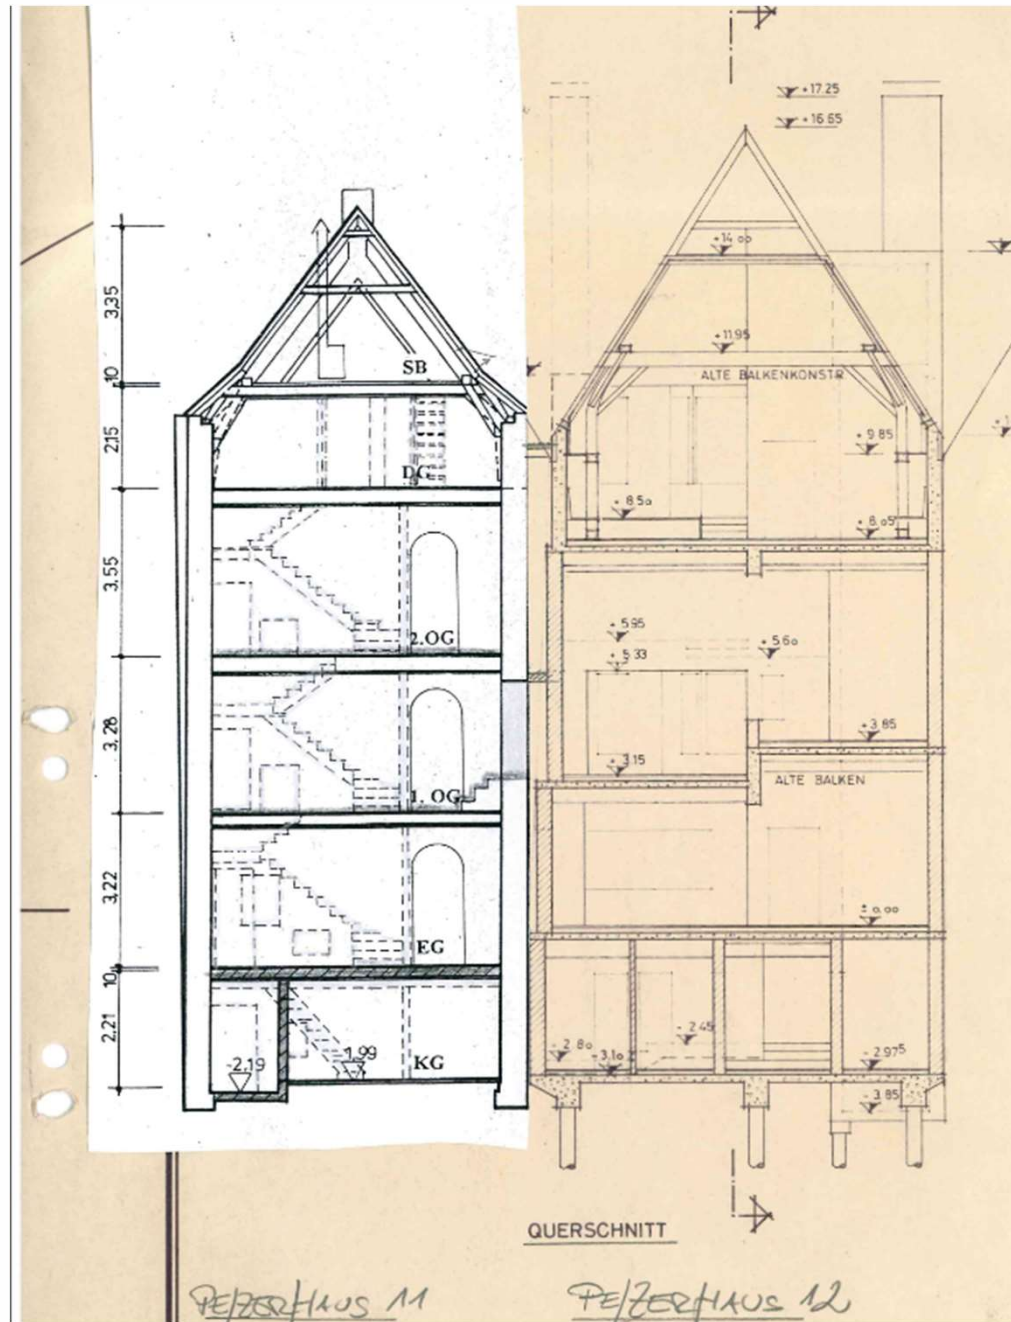 +17.25
+16.65
+14.00
3,35
+11.95
SB
ALTE BALKENKONSTR
10
+9.85
2,15
DG
+8.50
+8.05
3,55
+5.95
2.OG
+5.60
+5.33
+3.85
3,28
+3.15
ALTE BALKEN
1. OG
3,22
±0.00
EG
10
2,21
-2.45
-2.80
-2.19
1,99
KG
-3.10
-2.97⁵
-3.85
QUERSCHNITT
PELZERHAUS 11
PELZERHAUS 12